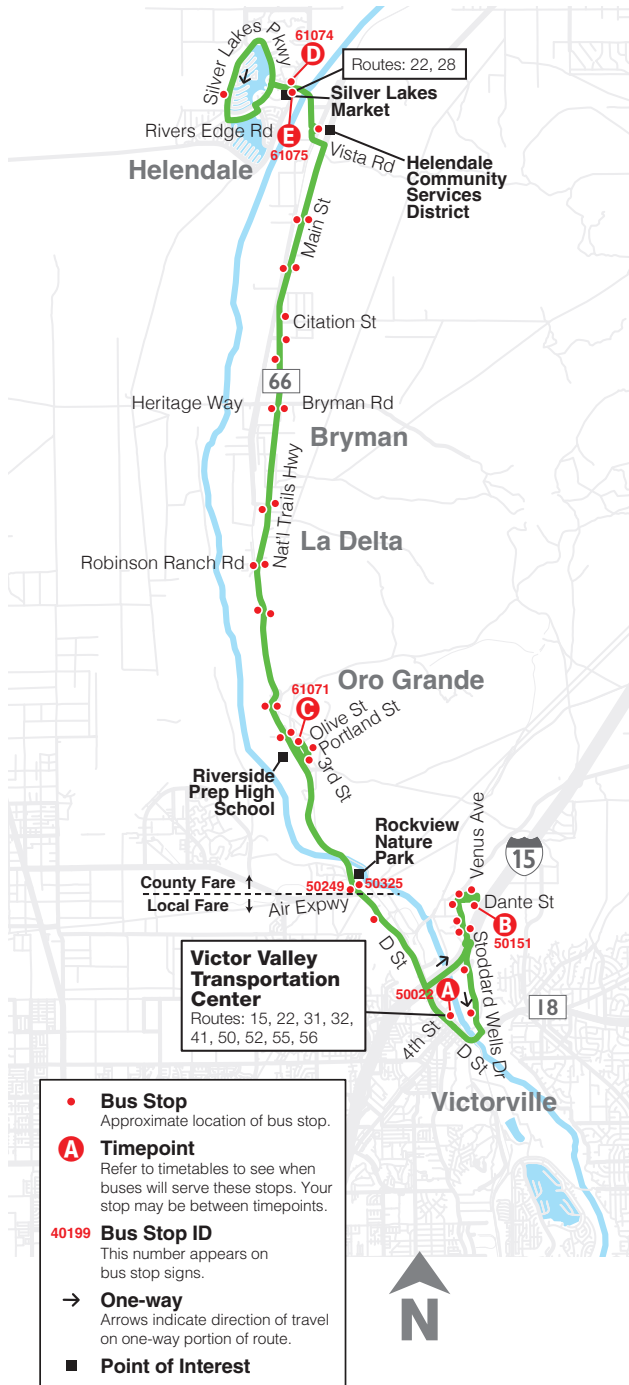 Silver Lakes Pkwy
61074
D
Routes: 22, 28
Silver Lakes
Market
Rivers Edge Rd
E
61075
Vista Rd
Helendale
Helendale
Community
Services
District
Main St
Citation St
66
Heritage Way
Bryman Rd
Bryman
Nat'l Trails Hwy
La Delta
Robinson Ranch Rd
Oro Grande
61071
C
Olive St
Portland St
3rd St
Riverside
Prep High
School
Rockview
Nature
Park
Venus Ave
15
County Fare ↑
50249
50325
Local Fare ↓
Air Expwy
Dante St
B
50151
D St
Stoddard Wells Dr
Victor Valley
Transportation
Center
Routes: 15, 22, 31, 32,
41, 50, 52, 55, 56
50022
A
18
4th St
D St
Victorville
Bus Stop
Approximate location of bus stop.
A
Timepoint
Refer to timetables to see when
buses will serve these stops. Your
stop may be between timepoints.
40199 Bus Stop ID
This number appears on
bus stop signs.
→ One-way
Arrows indicate direction of travel
on one-way portion of route.
Point of Interest
N